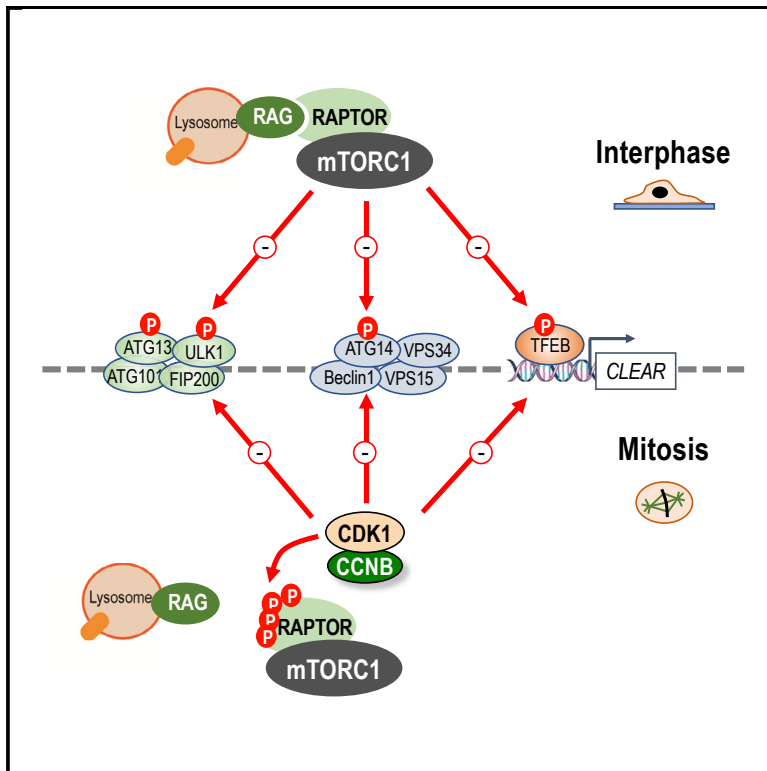 Lysosome
RAG
RAPTOR
mTORC1
Interphase
-
-
-
P
P
P
P
ATG13
ULK1
ATG14
VPS34
TFEB
ATG101
FIP200
Beclin1
VPS15
CLEAR
-
-
-
Mitosis
CDK1
CCNB
Lysosome
RAG
P
P
P
P
RAPTOR
mTORC1